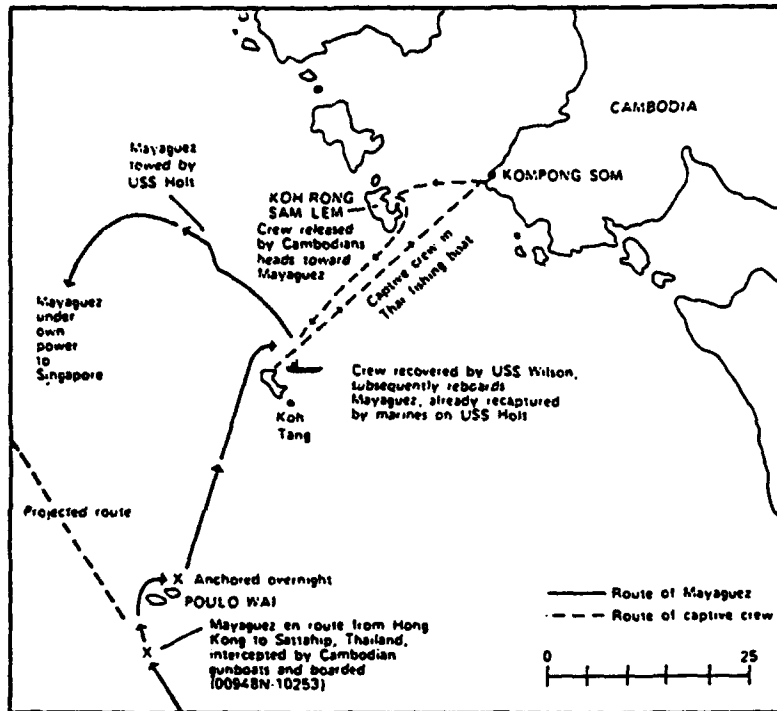 CAMBODIA
Mayaguez
towed by
USS Holt
KOMPONG SOM
KOH RONG
SAM LEM
Crew released
by Cambodians
heads toward
Mayaguez
Captive crew in
Thai fishing boat
Mayaguez
under
own
power
to
Singapore
Crew recovered by USS Wilson,
subsequently reboards
Mayaguez, already recaptured
by marines on USS Holt
Koh
Tang
Projected route
X Anchored overnight
POULO WAI
Route of Mayaguez
Route of captive crew
X
Mayaguez en route from Hong
Kong to Sattahip, Thailand,
intercepted by Cambodian
gunboats and boarded
(00948N-10253)
0 25